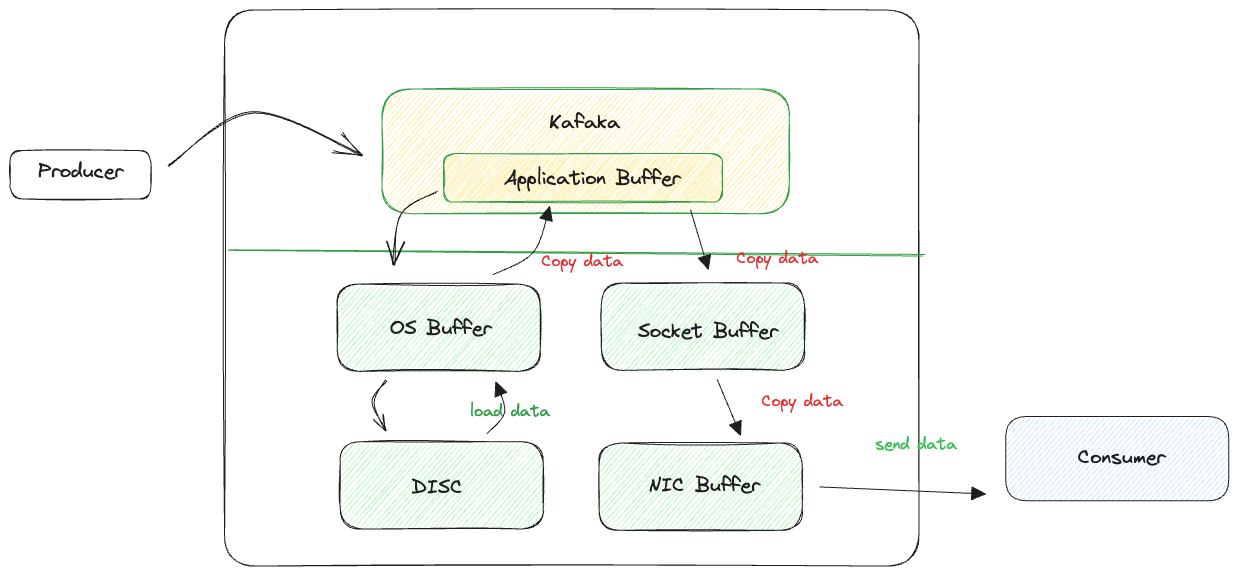 Kafaka
Producer
Application Buffer
Copy data
Copy data
OS Buffer
Socket Buffer
load data
Copy data
send data
Consumer
DISC
NIC Buffer